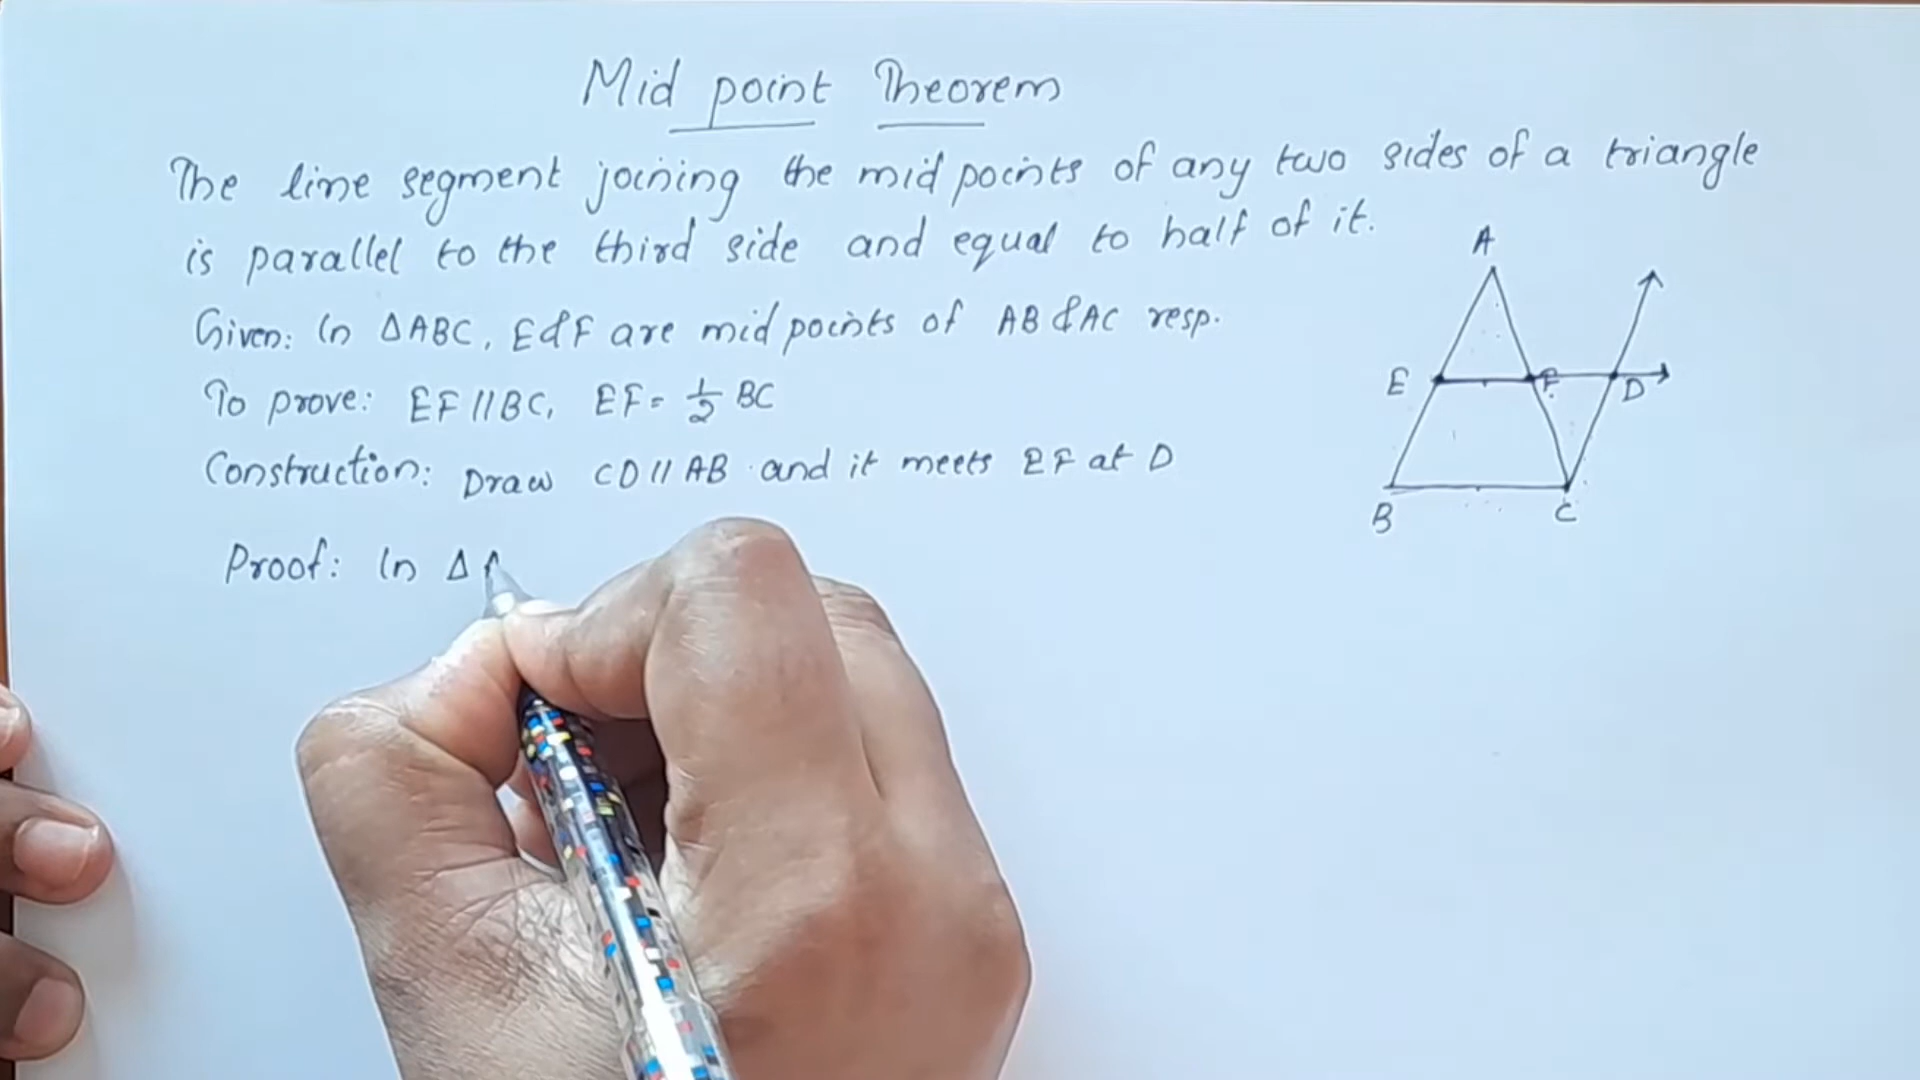 Mid point Theorem
The line segment joining the mid points of any two sides of a triangle
is parallel to the third side and equal to half of it.
Given: In ΔABC, E&F are mid points of AB & AC resp.
To prove: EF//BC, EF = 1/2 BC
Construction: Draw CD//AB and it meets EF at D
Proof: In Δ A
A
E F D
B C